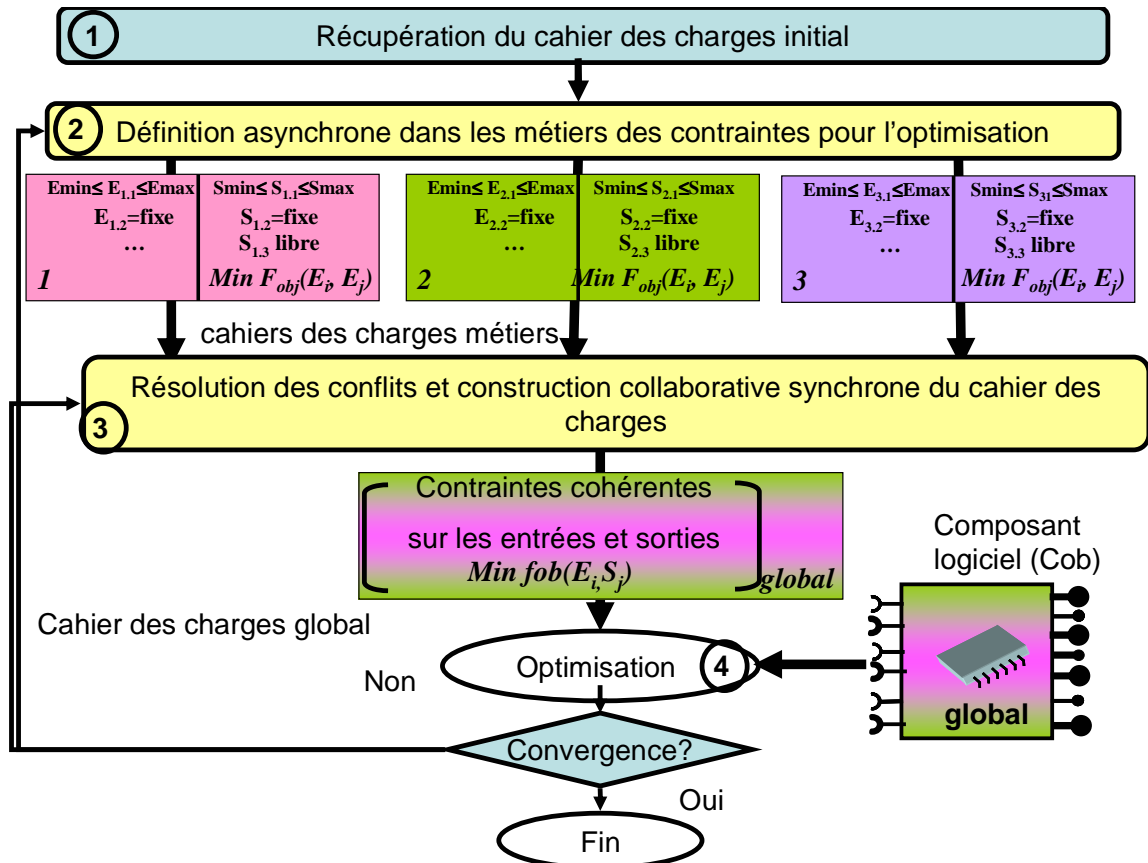 1
Récupération du cahier des charges initial
2
Définition asynchrone dans les métiers des contraintes pour l'optimisation
Emin≤ E1.1≤Emax
E1.2=fixe
…
1
Smin≤ S1.1≤Smax
S1.2=fixe
S1.3 libre
Min Fobj(Ei, Ej)
Emin≤ E2.1≤Emax
E2.2=fixe
…
2
Smin≤ S2.1≤Smax
S2.2=fixe
S2.3 libre
Min Fobj(Ei, Ej)
Emin≤ E3.1≤Emax
E3.2=fixe
…
3
Smin≤ S31≤Smax
S3.2=fixe
S3.3 libre
Min Fobj(Ei, Ej)
cahiers des charges métiers
Résolution des conflits et construction collaborative synchrone du cahier des
charges
3
Contraintes cohérentes
sur les entrées et sorties
Min fob(Ei,Sj)
global
Composant
logiciel (Cob)
global
Cahier des charges global
Optimisation
4
Non
Convergence?
Oui
Fin